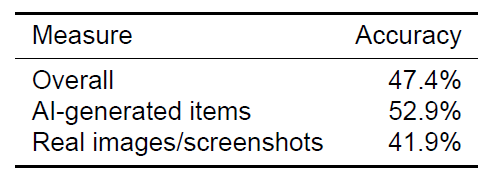 Measure Accuracy
Overall 47.4%
AI-generated items 52.9%
Real images/screenshots 41.9%